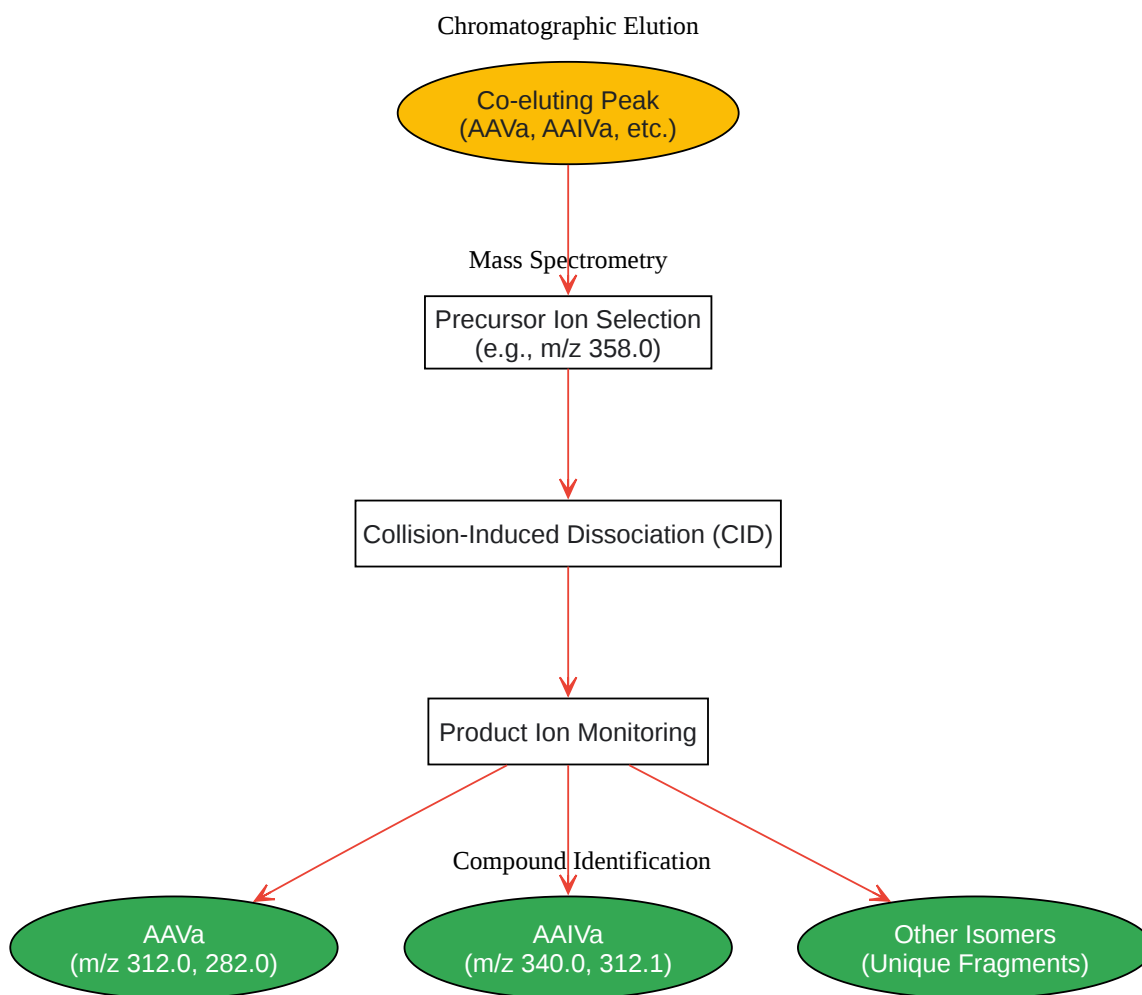 Chromatographic Elution
Co-eluting Peak
(AAVa, AAIVa, etc.)
Mass Spectrometry
Precursor Ion Selection
(e.g., m/z 358.0)
Collision-Induced Dissociation (CID)
Product Ion Monitoring
Compound Identification
AAVa
(m/z 312.0, 282.0)
AAIVa
(m/z 340.0, 312.1)
Other Isomers
(Unique Fragments)